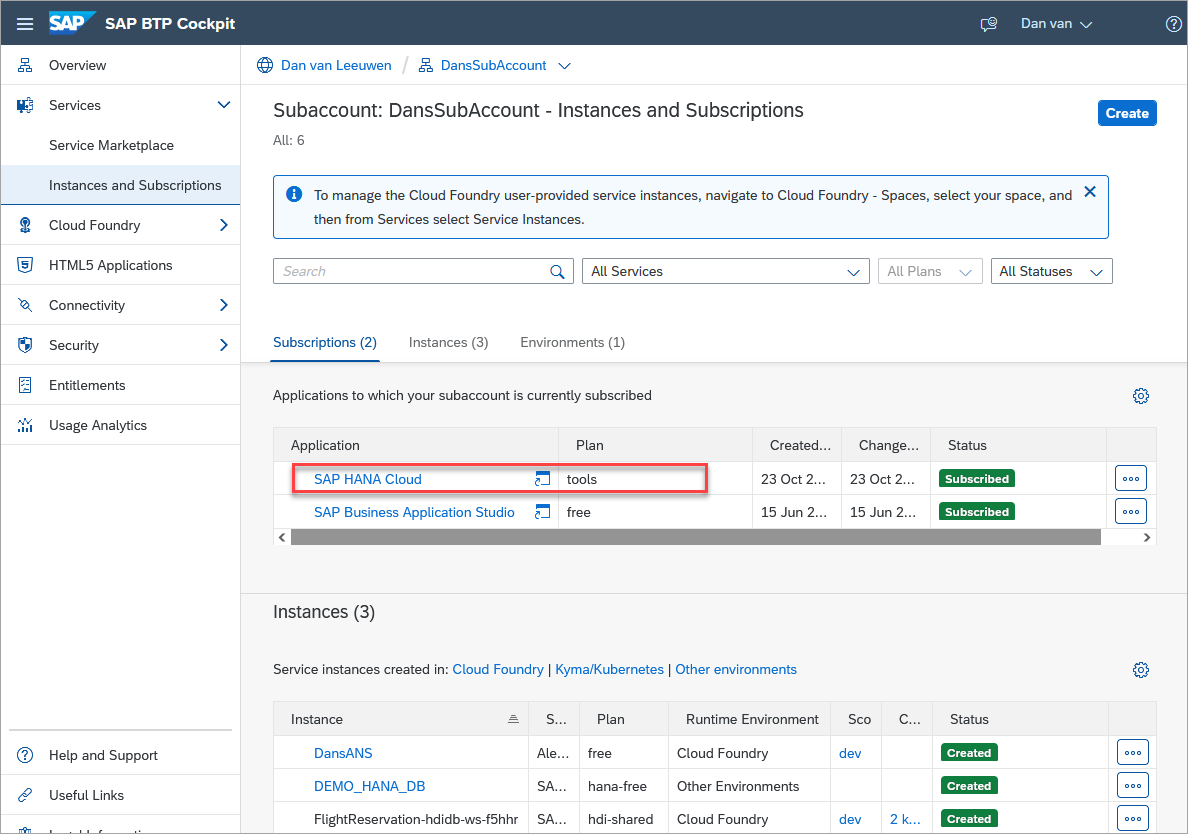 SAP SAP BTP Cockpit Dan van
Overview
Services
Service Marketplace
Instances and Subscriptions
Cloud Foundry
HTML5 Applications
Connectivity
Security
Entitlements
Usage Analytics
Help and Support
Useful Links
Dan van Leeuwen / DansSubAccount
Subaccount: DansSubAccount - Instances and Subscriptions
Create
All: 6
To manage the Cloud Foundry user-provided service instances, navigate to Cloud Foundry - Spaces, select your space, and
then from Services select Service Instances.
Search All Services All Plans All Statuses
Subscriptions (2) Instances (3) Environments (1)
Applications to which your subaccount is currently subscribed
Application Plan Created... Change... Status
SAP HANA Cloud tools 23 Oct 2... 23 Oct 2... Subscribed
SAP Business Application Studio free 15 Jun 2... 15 Jun 2... Subscribed
Instances (3)
Service instances created in: Cloud Foundry | Kyma/Kubernetes | Other environments
Instance S... Plan Runtime Environment Sco C... Status
DansANS Ale... free Cloud Foundry dev Created
DEMO_HANA_DB SA... hana-free Other Environments Created
FlightReservation-hdidb-ws-f5hhr SA... hdi-shared Cloud Foundry dev 2 k... Created